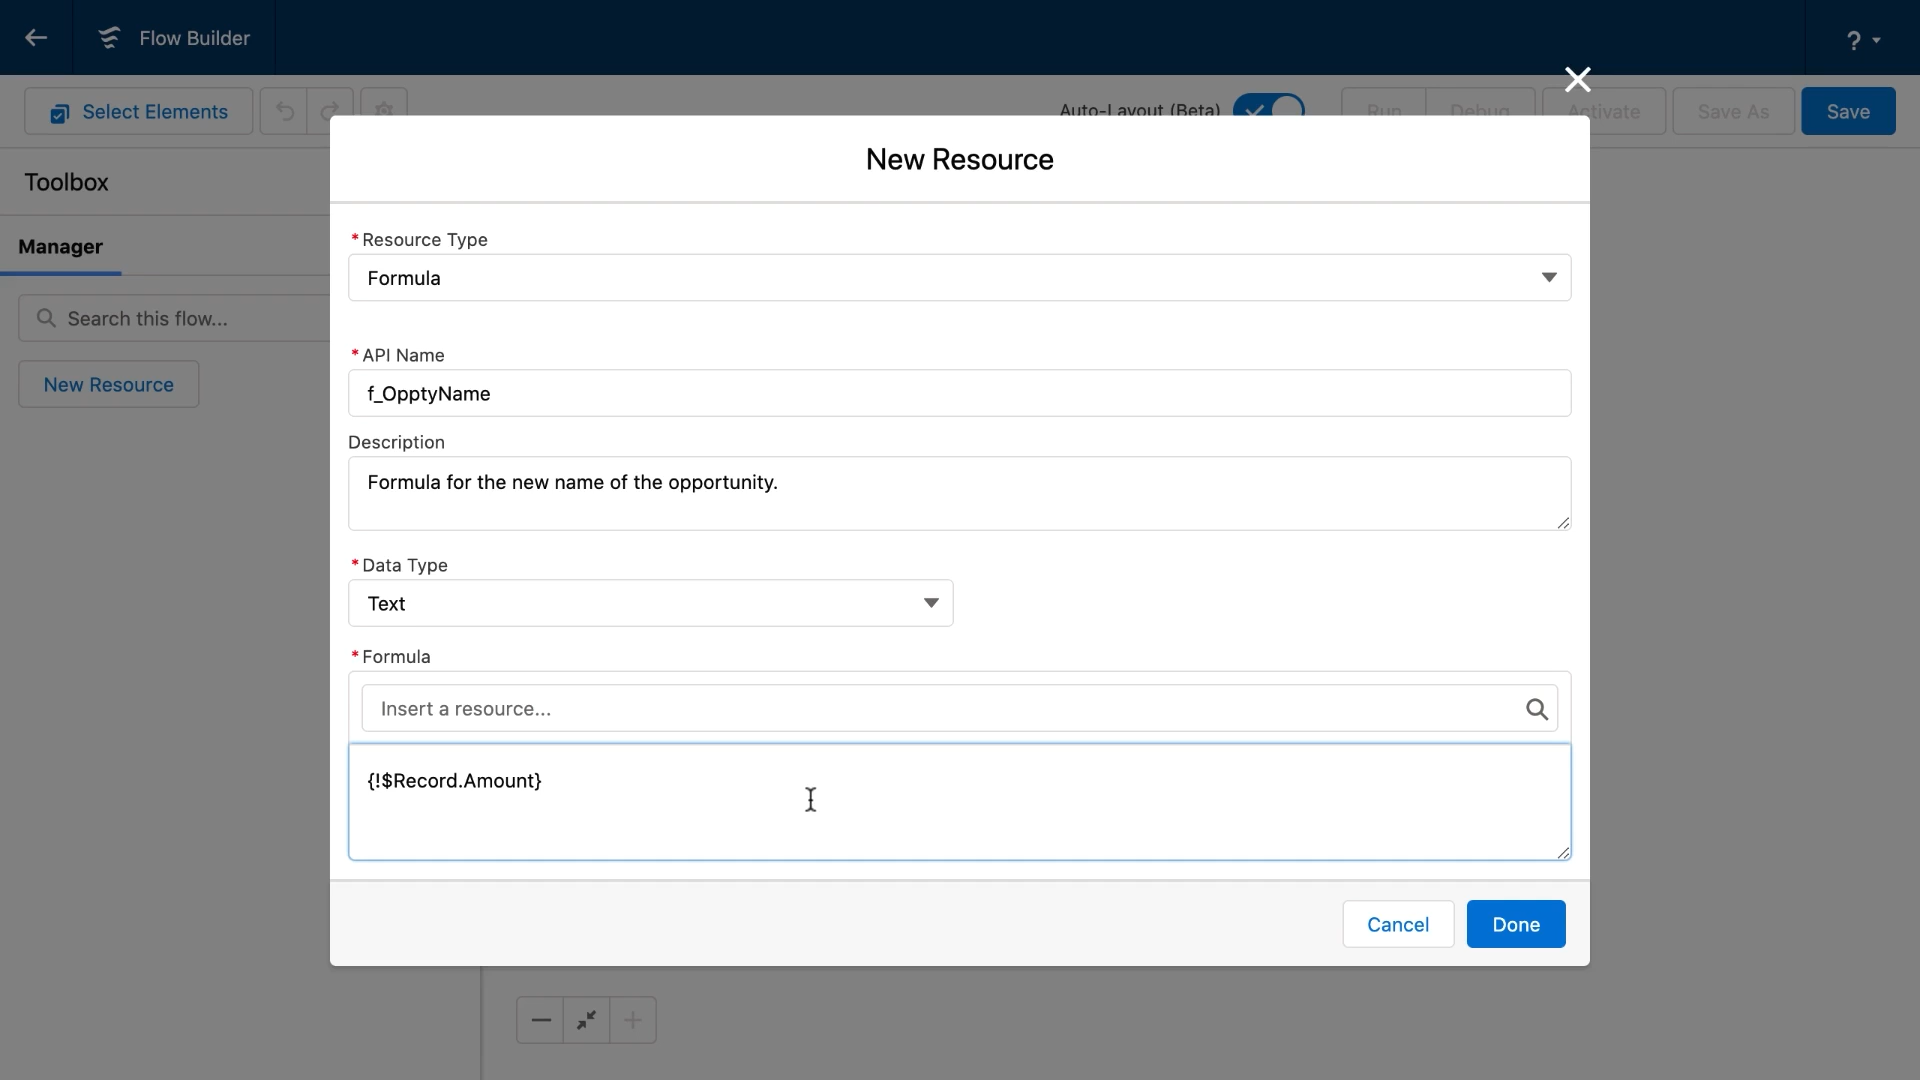 Flow Builder
?
Select Elements
Auto-Layout (Beta)
Run
Debug
Activate
Save As
Save
New Resource
Toolbox
Manager
Search this flow...
New Resource
* Resource Type
Formula
* API Name
f_OpptyName
Description
Formula for the new name of the opportunity.
* Data Type
Text
* Formula
Insert a resource...
{!$Record.Amount}
Cancel
Done